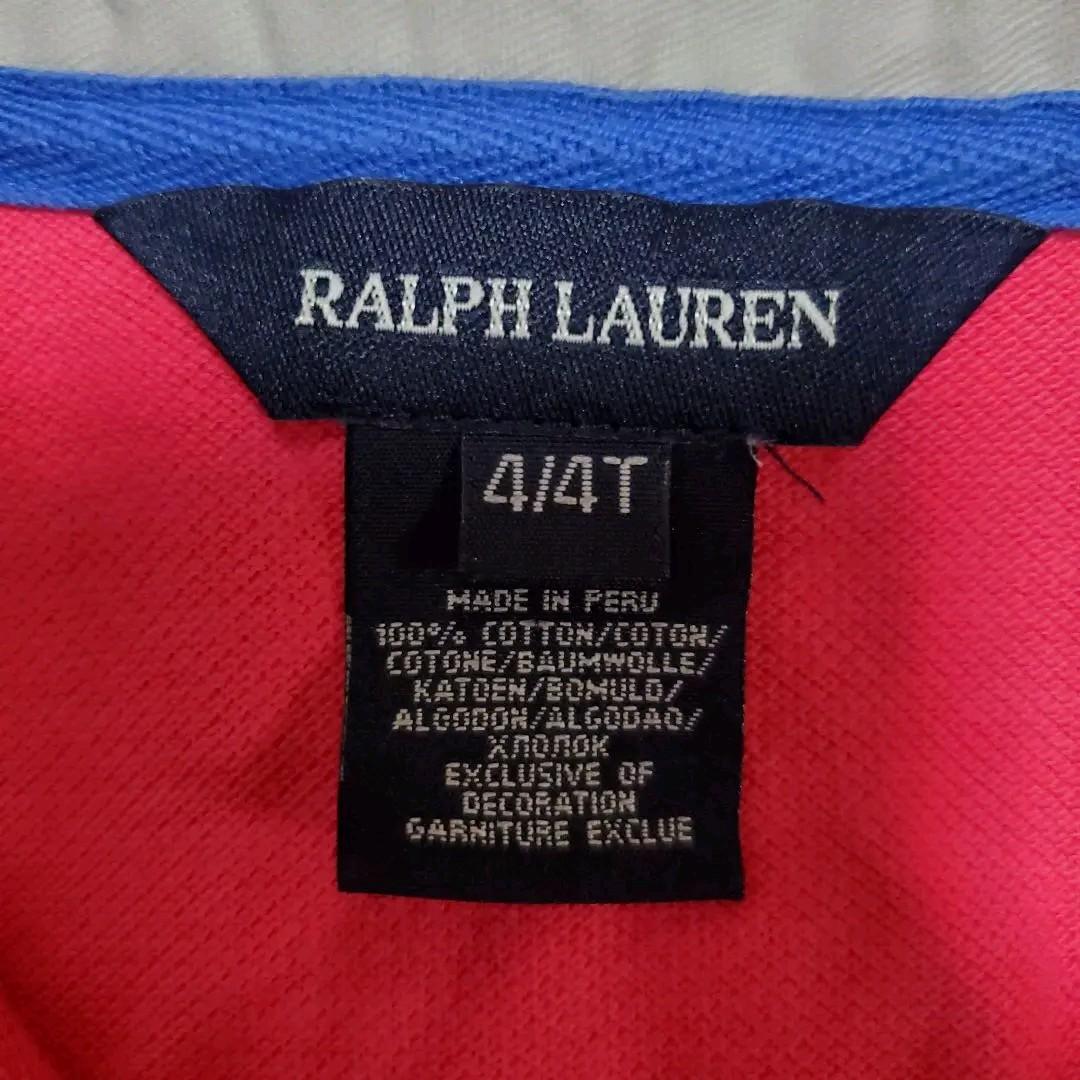 RALPH LAUREN
4/4T
MADE IN PERU
100% COTTON/COTON/
COTONE/BAUMWOLLE/
KATOEN/BOMULD/
ALGODON/ALGODAO/
ХЛОПОК
EXCLUSIVE OF
DECORATION
GARNITURE EXCLUE